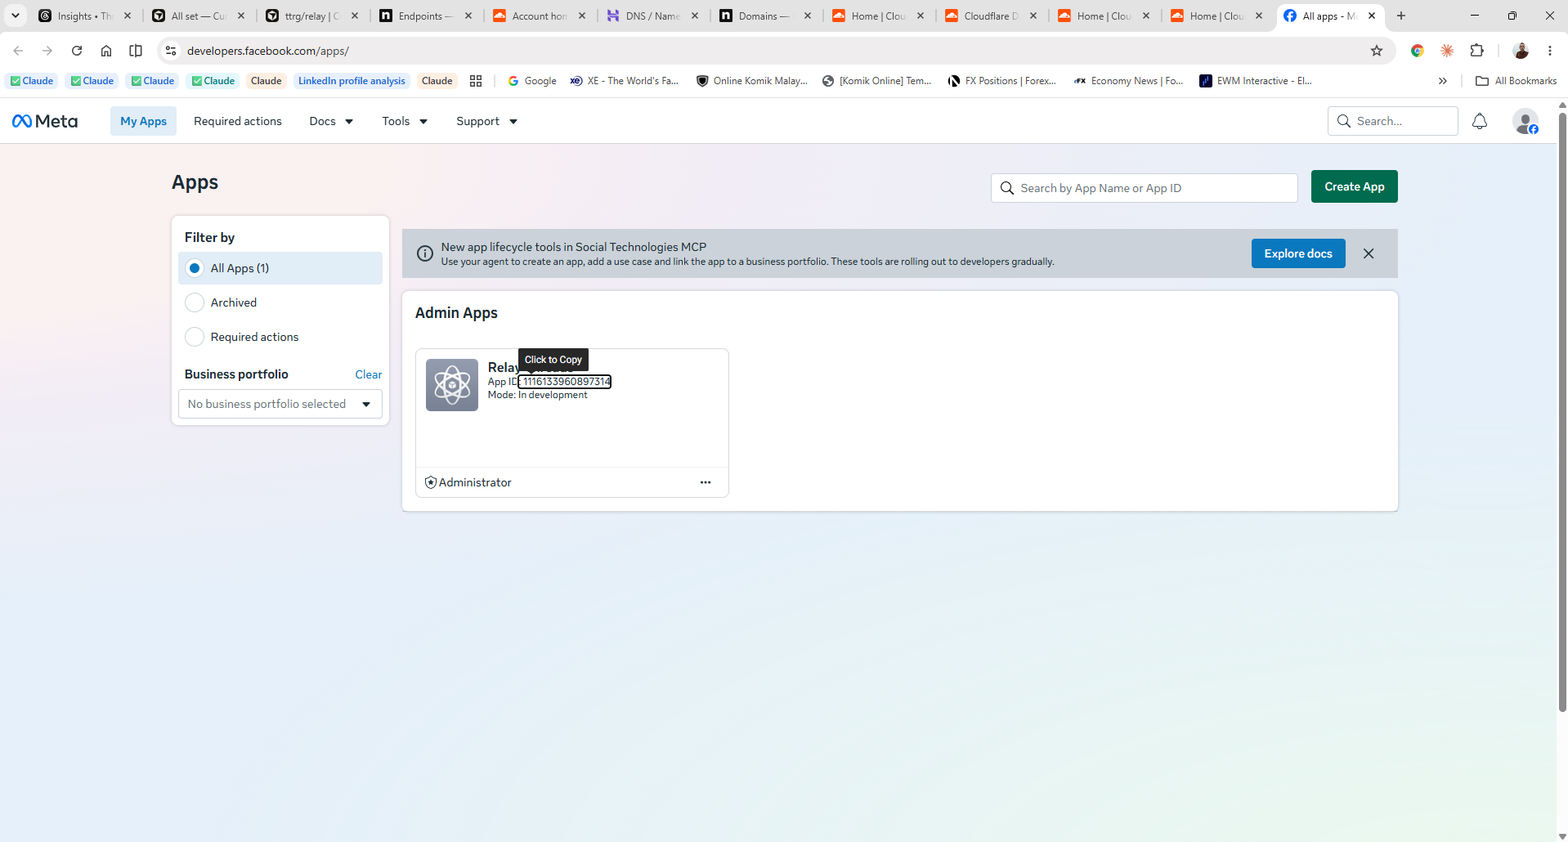 Insights • Th
All set — Cu
ttrg/relay | C
Endpoints —
Account hon
DNS / Name
Domains —
Home | Clou
Cloudflare D
Home | Clou
Home | Clou
All apps - M
developers.facebook.com/apps/
Claude
Claude
Claude
Claude
Claude
LinkedIn profile analysis
Claude
Google
XE - The World's Fa...
Online Komik Malay...
[Komik Online] Tem...
FX Positions | Forex...
Economy News | Fo...
EWM Interactive - El...
All Bookmarks
Meta
My Apps
Required actions
Docs
Tools
Support
Search...
Apps
Search by App Name or App ID
Create App
Filter by
All Apps (1)
Archived
Required actions
Business portfolio
Clear
No business portfolio selected
New app lifecycle tools in Social Technologies MCP
Use your agent to create an app, add a use case and link the app to a business portfolio. These tools are rolling out to developers gradually.
Explore docs
Admin Apps
Click to Copy
Relay
App ID: 1116133960897314
Mode: In development
Administrator